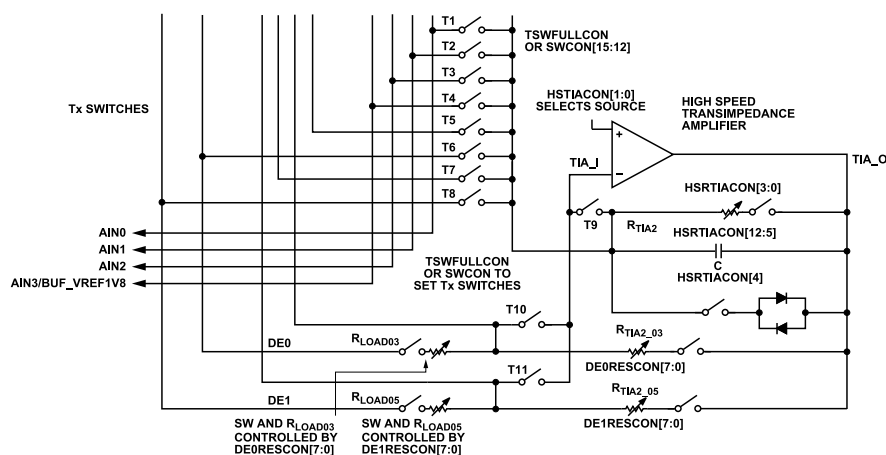 T1
T2
T3
T4
T5
T6
T7
T8
TSWFULLCON
OR SWCON[15:12]
Tx SWITCHES
HSTIACON[1:0]
SELECTS SOURCE
HIGH SPEED
TRANSIMPEDANCE
AMPLIFIER
+
–
TIA_I
TIA_O
T9
RTIA2
HSRTIACON[3:0]
HSRTIACON[12:5]
C
HSRTIACON[4]
AIN0
AIN1
AIN2
AIN3/BUF_VREF1V8
TSWFULLCON
OR SWCON TO
SET Tx SWITCHES
T10
DE0
RLOAD03
RTIA2_03
DE0RESCON[7:0]
T11
DE1
RLOAD05
RTIA2_05
DE1RESCON[7:0]
SW AND RLOAD03
CONTROLLED BY
DE0RESCON[7:0]
SW AND RLOAD05
CONTROLLED BY
DE1RESCON[7:0]